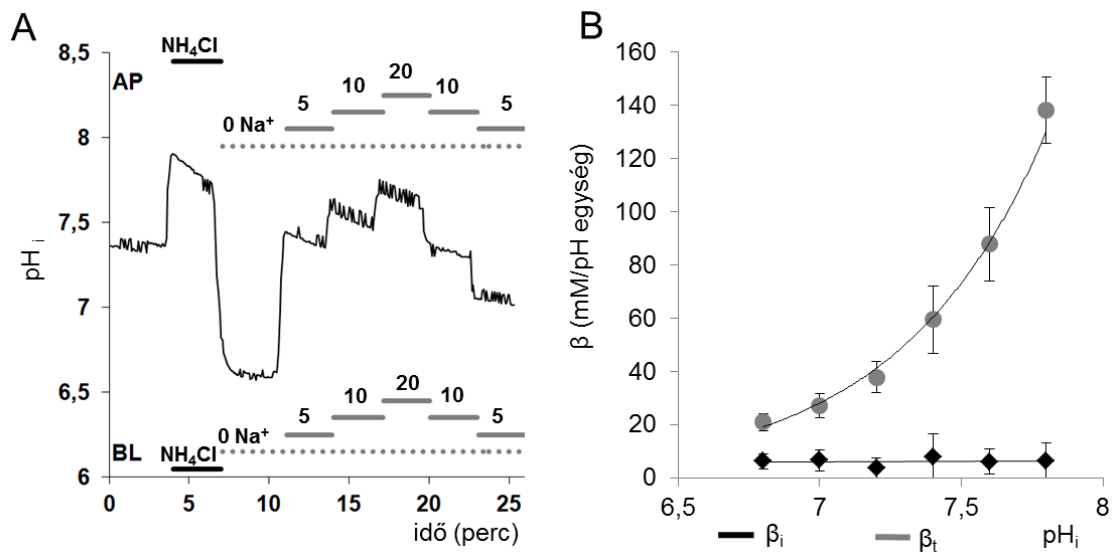 A
NH₄Cl
AP
8,5
8
7,5
7
6,5
6
pHᵢ
20
10 10
5 5
0 Na⁺
20
10 10
5 5
0 Na⁺
BL
NH₄Cl
0 5 10 15 20 25
idő (perc)
B
160
140
120
100
80
60
40
20
0
β (mM/pH egység)
6,5 7 7,5 8
βᵢ βₜ pHᵢ